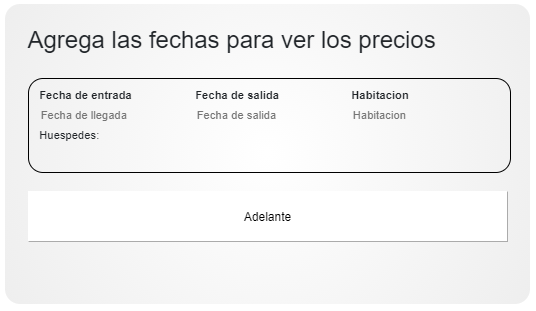 Agrega las fechas para ver los precios
Fecha de entrada Fecha de salida Habitacion
Fecha de llegada Fecha de salida Habitacion
Huespedes:
Adelante